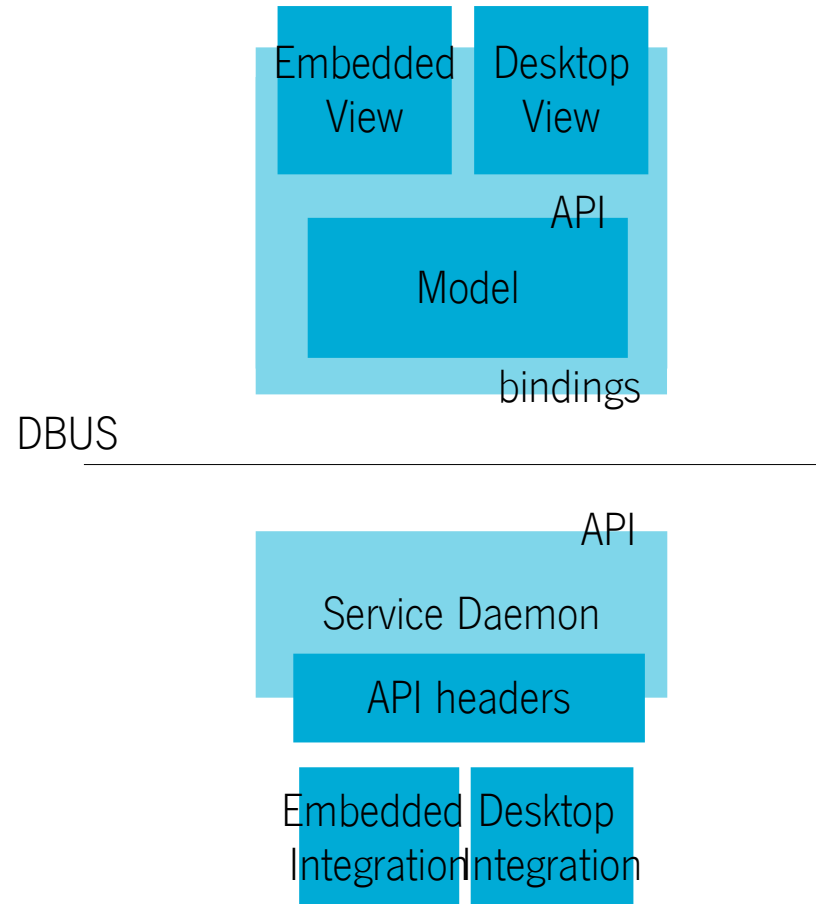 Embedded
View
Desktop
View
API
Model
bindings
DBUS
API
Service Daemon
API headers
Embedded
Integration
Desktop
Integration